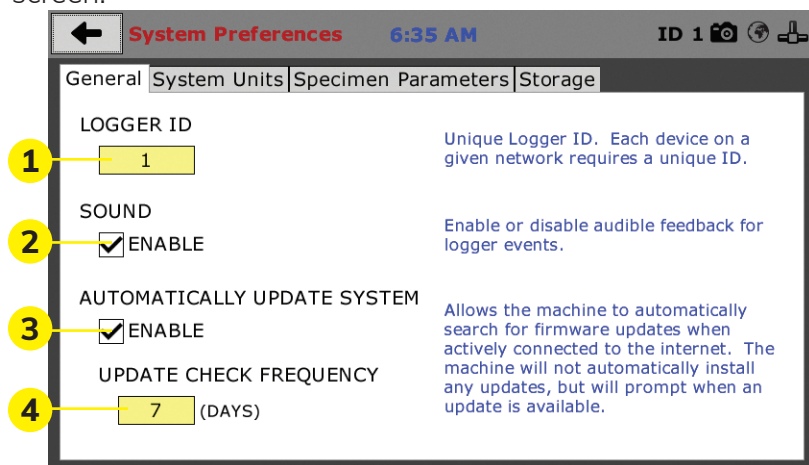 screen.
System Preferences 6:35 AM ID 1
General System Units Specimen Parameters Storage
LOGGER ID
1 1
Unique Logger ID. Each device on a
given network requires a unique ID.
SOUND
2 ENABLE
Enable or disable audible feedback for
logger events.
AUTOMATICALLY UPDATE SYSTEM
3 ENABLE
UPDATE CHECK FREQUENCY
4 7 (DAYS)
Allows the machine to automatically
search for firmware updates when
actively connected to the internet. The
machine will not automatically install
any updates, but will prompt when an
update is available.